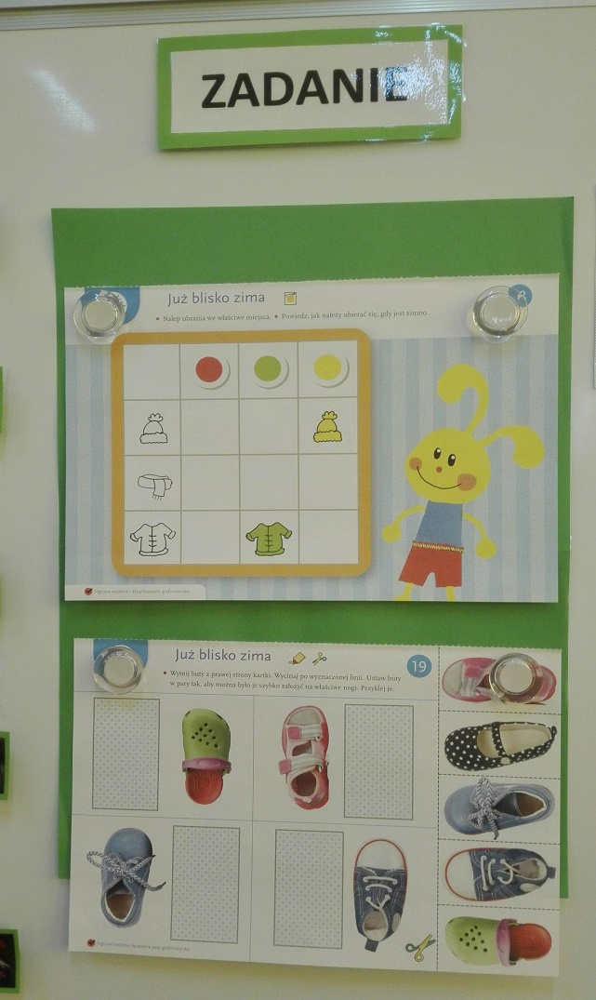 ZADANIE
Już blisko zima
• Nalep ubrania we właściwe miejsca. • Powiedz, jak należy ubierać się, gdy jest zimno.
Już blisko zima
19
• Wytnij buty z prawej strony kartki. Wycinaj po wyznaczonej linii. Ustaw buty
w pary tak, aby można było je szybko założyć na właściwe nogi. Przyklej je.